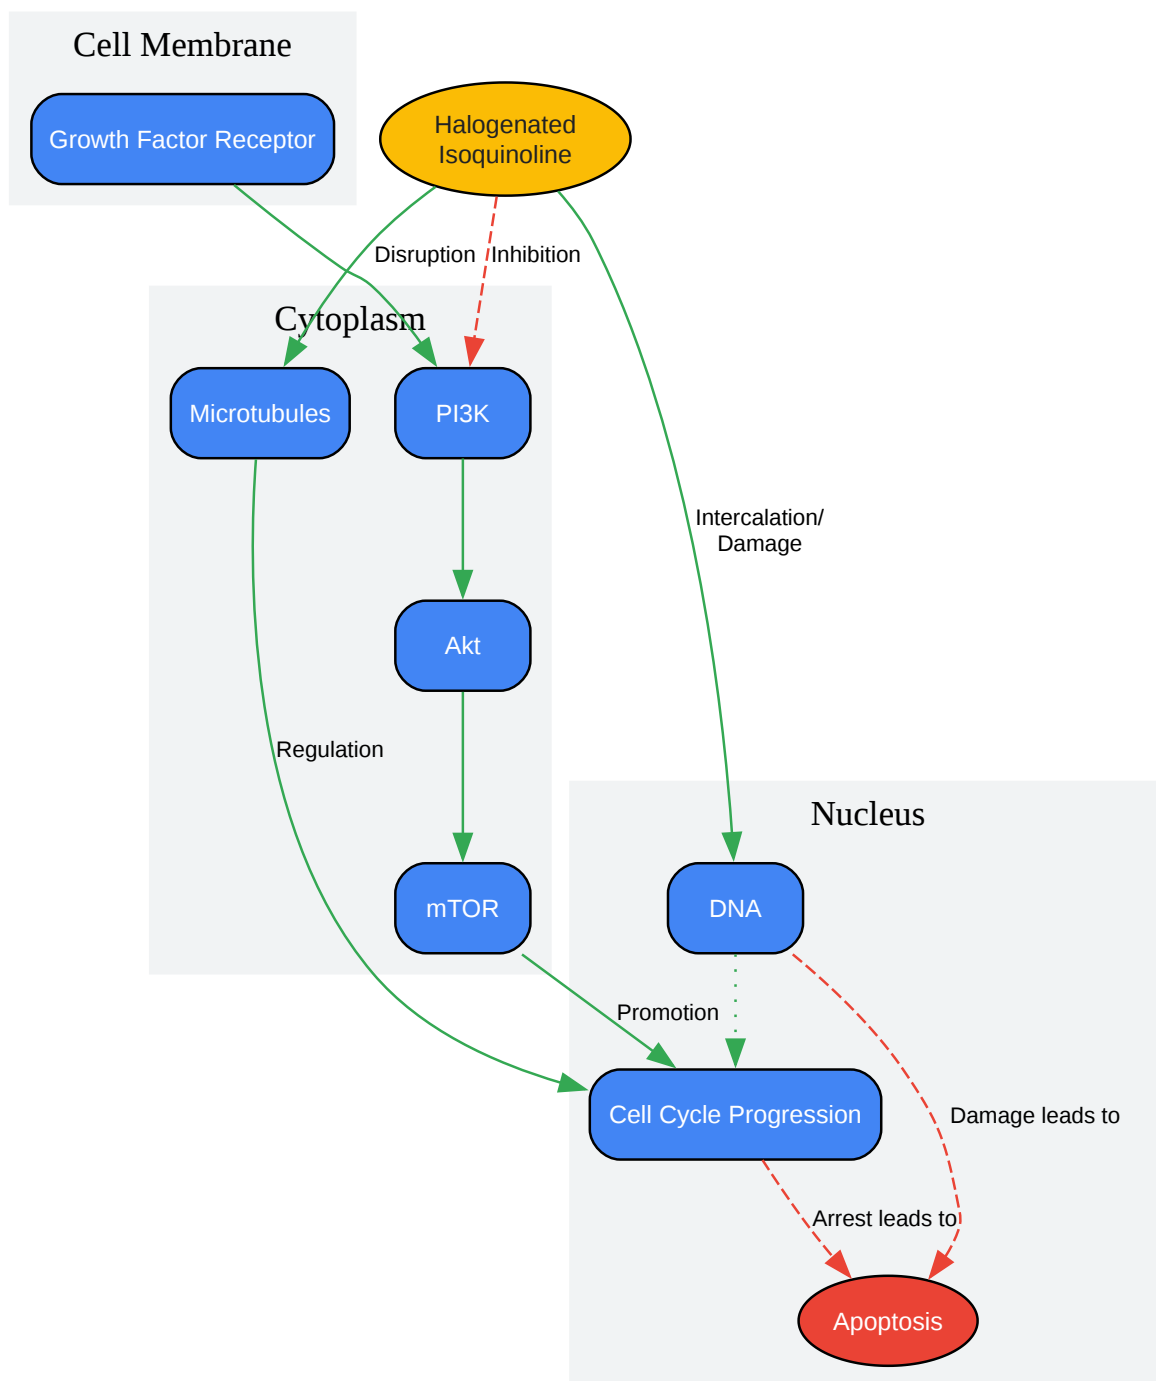 Cell Membrane
Growth Factor Receptor
Halogenated
Isoquinoline
Disruption
Inhibition
Cytoplasm
Microtubules
PI3K
Intercalation/
Damage
Akt
Regulation
Nucleus
mTOR
DNA
Promotion
Cell Cycle Progression
Damage leads to
Arrest leads to
Apoptosis